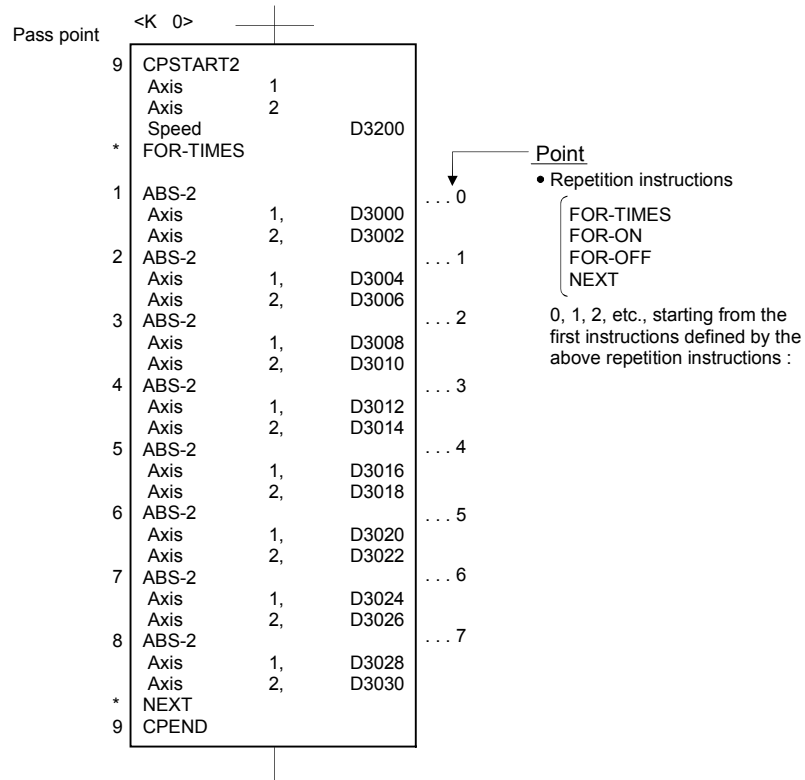 <K 0>
Pass point
9 CPSTART2
Axis 1
Axis 2
Speed D3200
* FOR-TIMES
1 ABS-2 ...0
Axis 1, D3000
Axis 2, D3002
2 ABS-2 ...1
Axis 1, D3004
Axis 2, D3006
3 ABS-2 ...2
Axis 1, D3008
Axis 2, D3010
4 ABS-2 ...3
Axis 1, D3012
Axis 2, D3014
5 ABS-2 ...4
Axis 1, D3016
Axis 2, D3018
6 ABS-2 ...5
Axis 1, D3020
Axis 2, D3022
7 ABS-2 ...6
Axis 1, D3024
Axis 2, D3026
8 ABS-2 ...7
Axis 1, D3028
Axis 2, D3030
* NEXT
9 CPEND
Point
• Repetition instructions
FOR-TIMES
FOR-ON
FOR-OFF
NEXT
0, 1, 2, etc., starting from the
first instructions defined by the
above repetition instructions :